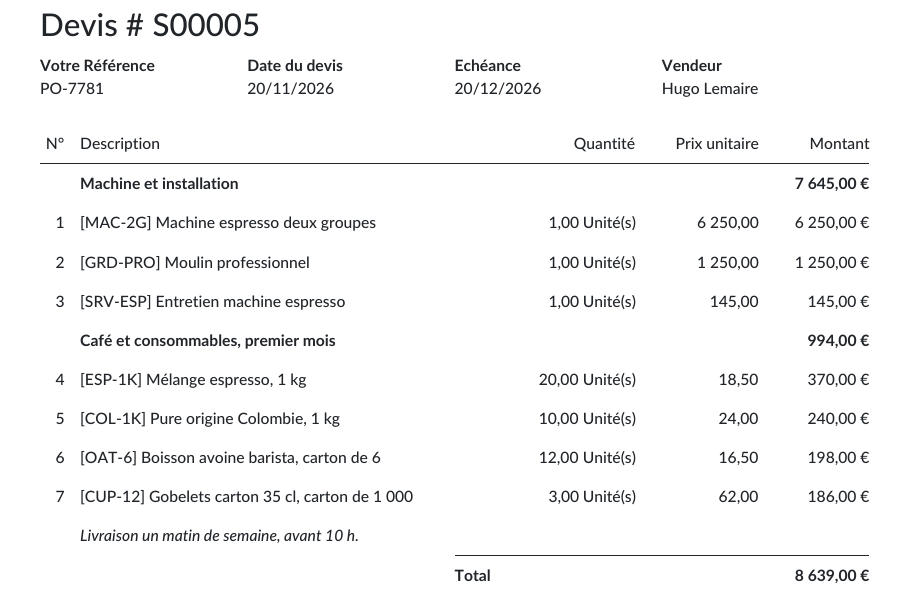 Devis # S00005
Votre Référence Date du devis Echéance Vendeur
PO-7781 20/11/2026 20/12/2026 Hugo Lemaire
N° Description Quantité Prix unitaire Montant
Machine et installation 7 645,00 €
1 [MAC-2G] Machine espresso deux groupes 1,00 Unité(s) 6 250,00 6 250,00 €
2 [GRD-PRO] Moulin professionnel 1,00 Unité(s) 1 250,00 1 250,00 €
3 [SRV-ESP] Entretien machine espresso 1,00 Unité(s) 145,00 145,00 €
Café et consommables, premier mois 994,00 €
4 [ESP-1K] Mélange espresso, 1 kg 20,00 Unité(s) 18,50 370,00 €
5 [COL-1K] Pure origine Colombie, 1 kg 10,00 Unité(s) 24,00 240,00 €
6 [OAT-6] Boisson avoine barista, carton de 6 12,00 Unité(s) 16,50 198,00 €
7 [CUP-12] Gobelets carton 35 cl, carton de 1 000 3,00 Unité(s) 62,00 186,00 €
Livraison un matin de semaine, avant 10 h.
Total 8 639,00 €